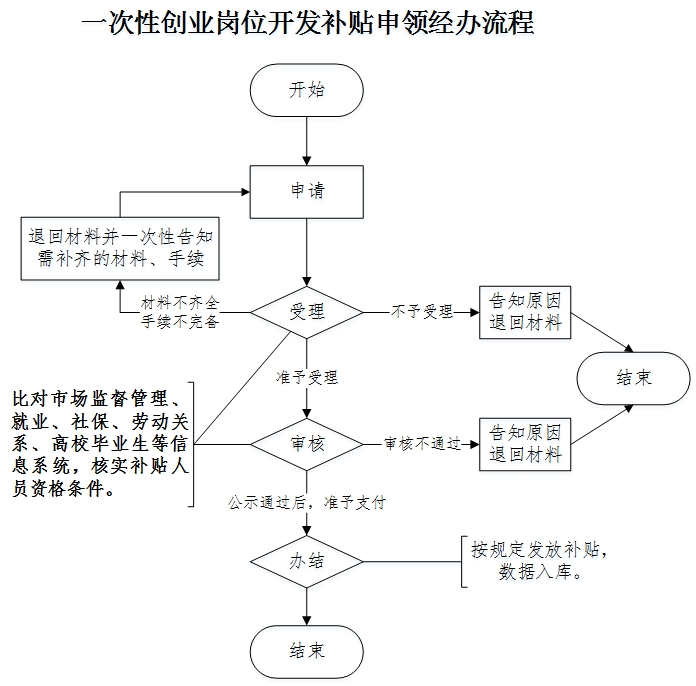 一次性创业岗位开发补贴申领经办流程
开始
申请
退回材料并一次性告知
需补齐的材料、手续
材料不齐全
手续不完备
受理
不予受理
告知原因
退回材料
结束
准予受理
比对市场监督管理、
就业、社保、劳动关
系、高校毕业生等信
息系统，核实补贴人
员资格条件。
审核
审核不通过
告知原因
退回材料
公示通过后，准予支付
办结
按规定发放补贴，
数据入库。
结束